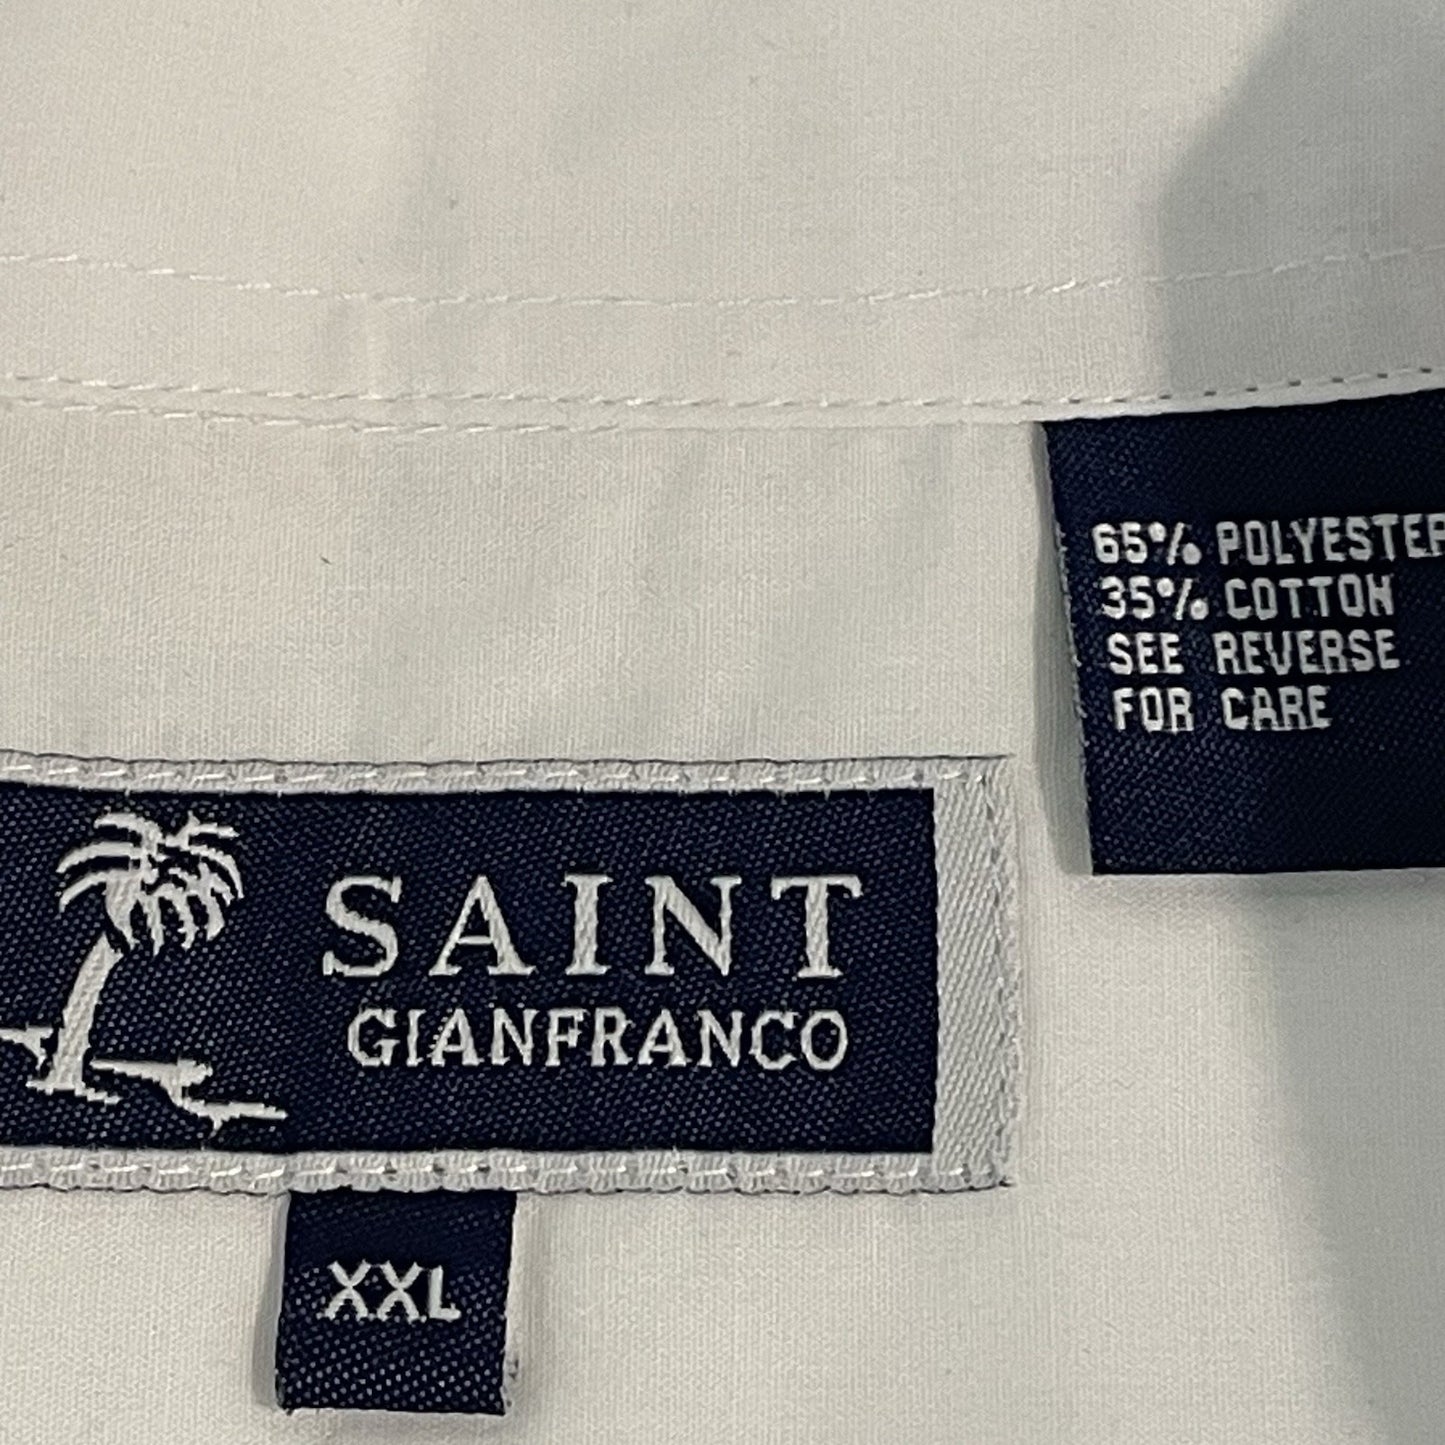 65% POLYESTER
35% COTTON
SEE REVERSE
FOR CARE
SAINT
GIANFRANCO
XXL